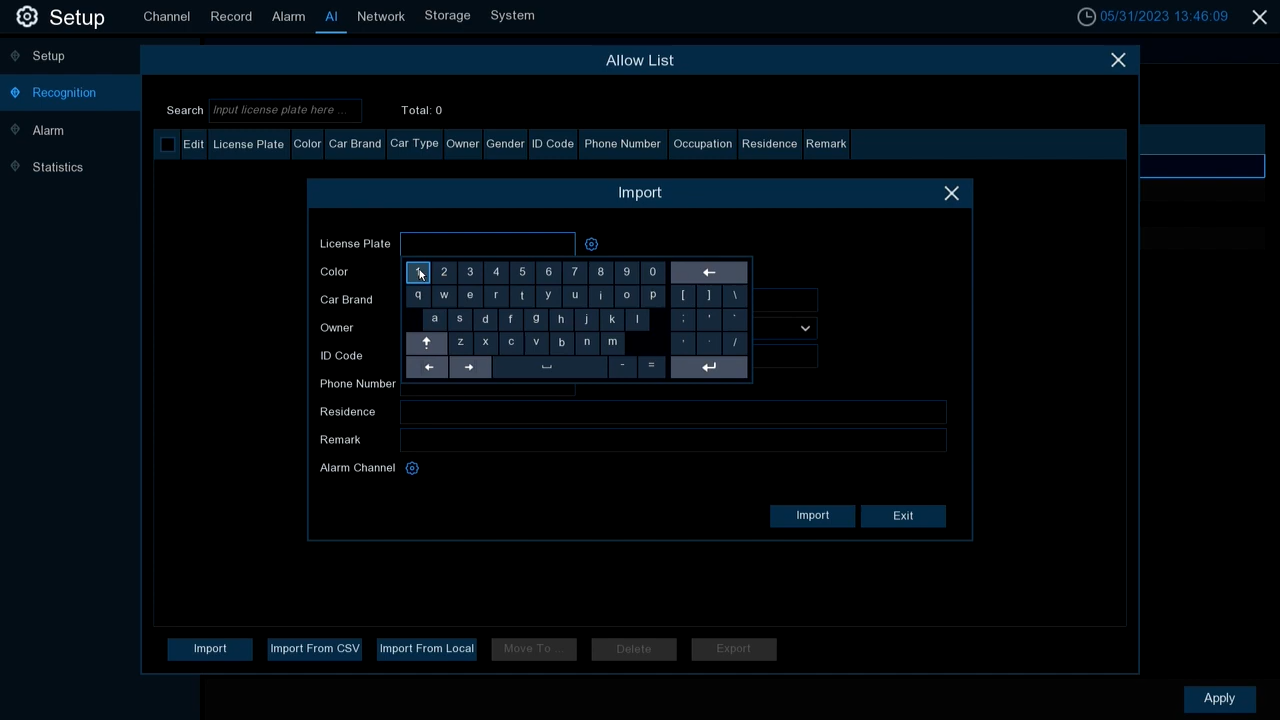 Setup Channel Record Alarm AI Network Storage System 05/31/2023 13:46:09
Setup
Recognition
Alarm
Statistics
Allow List
Search Input license plate here ... Total: 0
Edit License Plate Color Car Brand Car Type Owner Gender ID Code Phone Number Occupation Residence Remark
Import
License Plate
Color
Car Brand
Owner
ID Code
Phone Number
Residence
Remark
Alarm Channel
1 2 3 4 5 6 7 8 9 0
q w e r t y u i o p [ ] \
a s d f g h j k l ; ' `
z x c v b n m , . /
- =
Import Exit
Import Import From CSV Import From Local Move To ... Delete Export
Apply